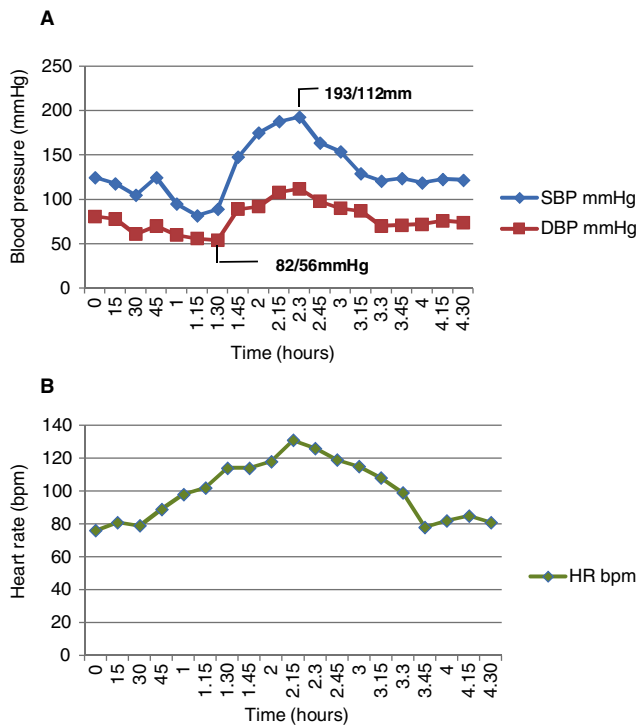 A
Blood pressure (mmHg)
250
200
150
100
50
0
193/112mm
82/56mmHg
SBP mmHg
DBP mmHg
0 15 30 45 1 1.15 1.30 1.45 2 2.15 2.3 2.45 3 3.15 3.3 3.45 4 4.15 4.30
Time (hours)
B
Heart rate (bpm)
140
120
100
80
60
40
20
0
HR bpm
0 15 30 45 1 1.15 1.30 1.45 2 2.15 2.3 2.45 3 3.15 3.3 3.45 4 4.15 4.30
Time (hours)